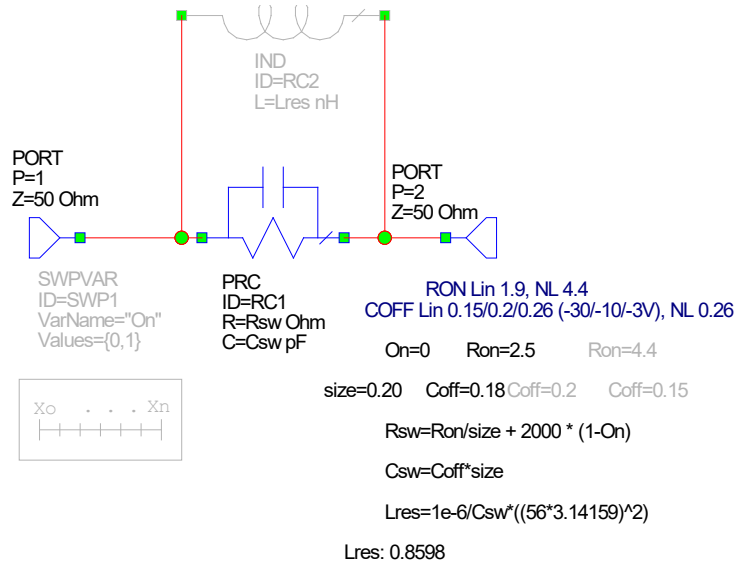 IND
ID=RC2
L=Lres nH
PORT
P=1
Z=50 Ohm
PORT
P=2
Z=50 Ohm
SWPVAR
ID=SWP1
VarName="On"
Values={0,1}
PRC
ID=RC1
R=Rsw Ohm
C=Csw pF
RON Lin 1.9, NL 4.4
COFF Lin 0.15/0.2/0.26 (-30/-10/-3V), NL 0.26
On=0 Ron=2.5 Ron=4.4
size=0.20 Coff=0.18 Coff=0.2 Coff=0.15
Xo . . . Xn
Rsw=Ron/size + 2000 * (1-On)
Csw=Coff*size
Lres=1e-6/Csw*((56*3.14159)^2)
Lres: 0.8598